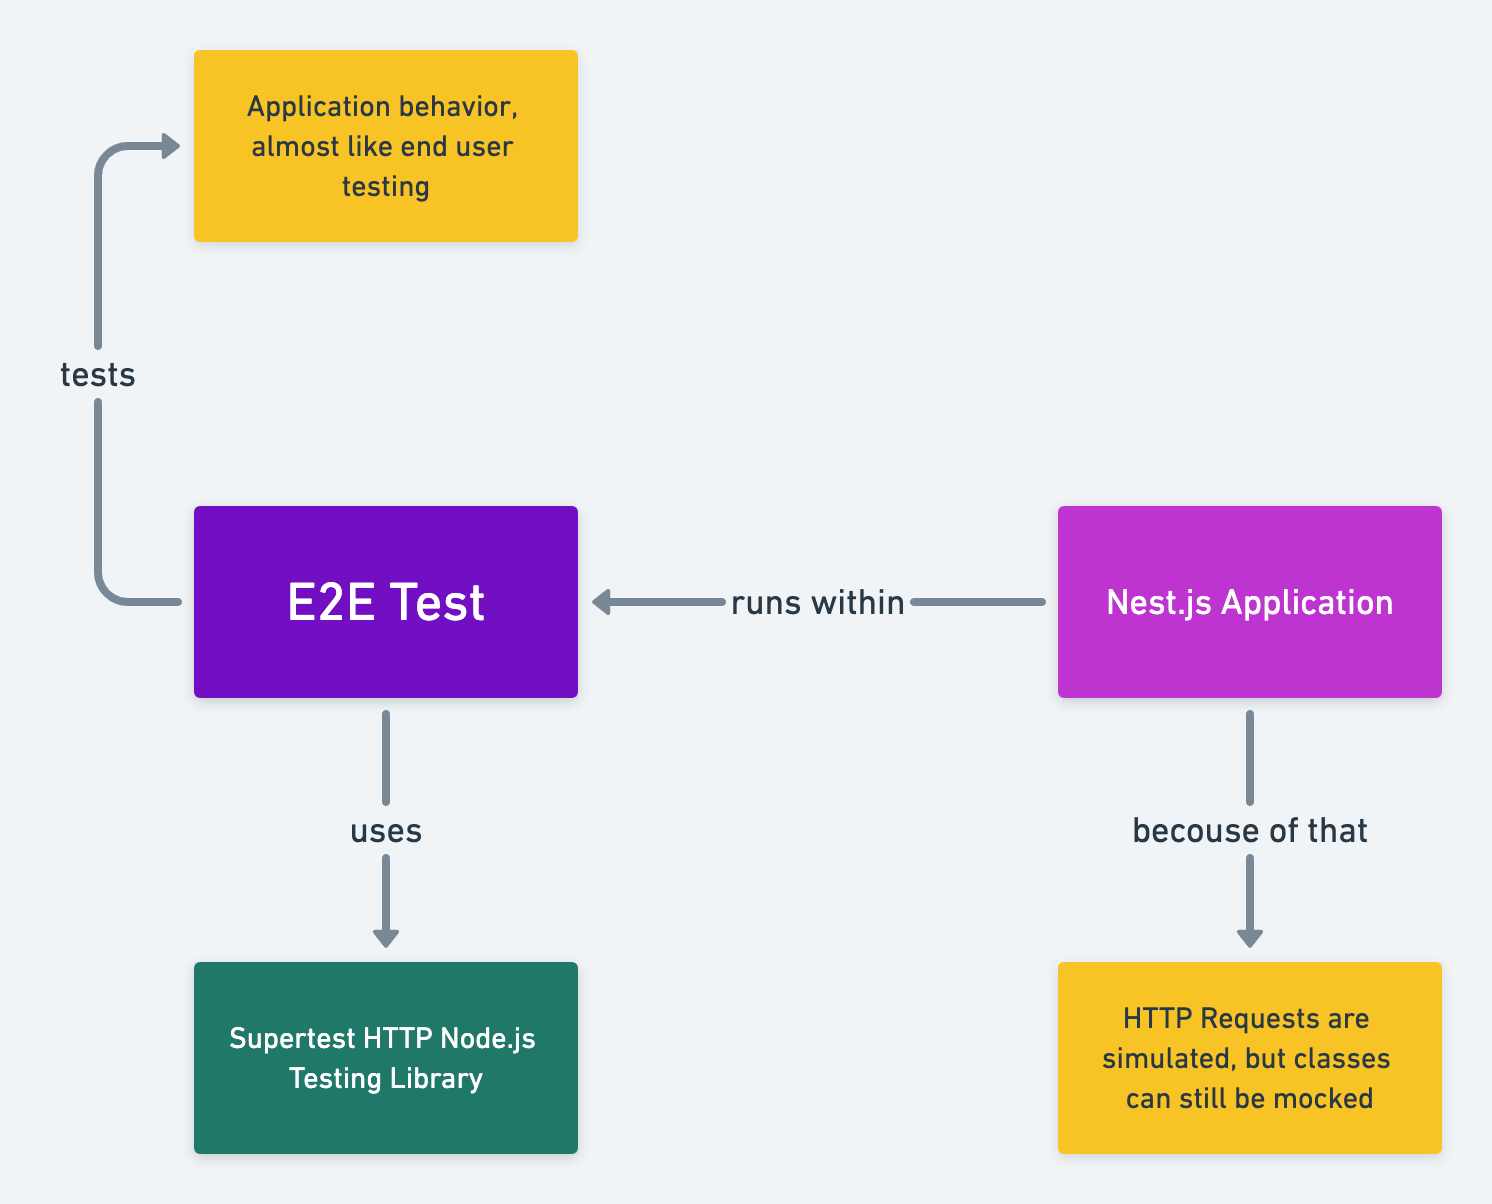 Application behavior,
almost like end user
testing
tests
E2E Test
runs within
Nest.js Application
uses
becouse of that
Supertest HTTP Node.js
Testing Library
HTTP Requests are
simulated, but classes
can still be mocked